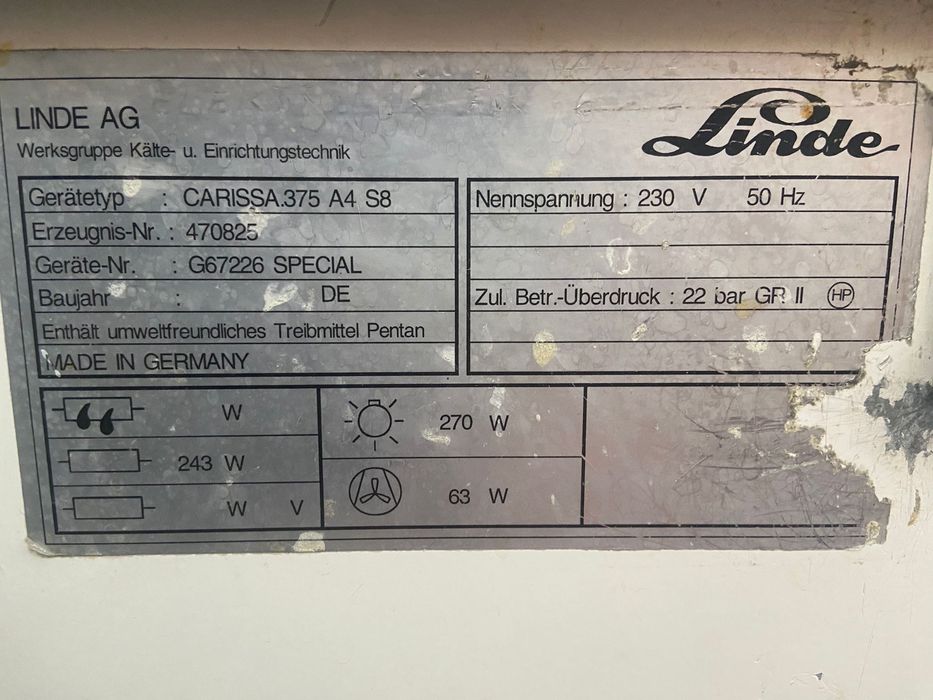 LINDE AG
Werksgruppe Kälte- u. Einrichtungstechnik
Linde
Gerätetyp : CARISSA.375 A4 S8
Erzeugnis-Nr. : 470825
Geräte-Nr. : G67226 SPECIAL
Baujahr : DE
Enthält umweltfreundliches Treibmittel Pentan
MADE IN GERMANY
Nennspannung : 230 V 50 Hz
Zul. Betr.-Überdruck : 22 bar GR II HP
W
243 W
W V
270 W
63 W